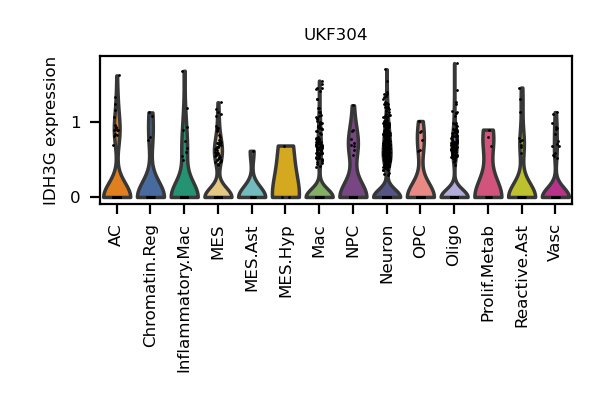 UKF304
IDH3G expression
1
0
AC
Chromatin.Reg
Inflammatory.Mac
MES
MES.Ast
MES.Hyp
Mac
NPC
Neuron
OPC
Oligo
Prolif.Metab
Reactive.Ast
Vasc